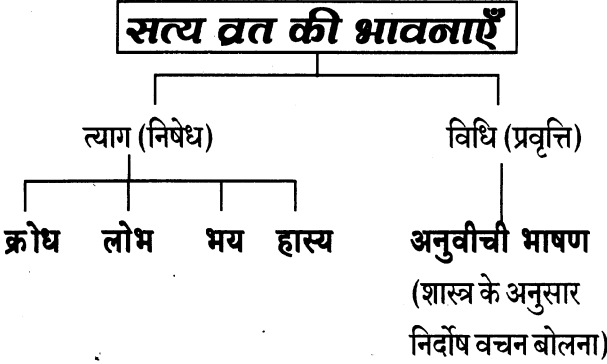 सत्य व्रत की भावनाएँ
त्याग (निषेध) विधि (प्रवृत्ति)
क्रोध लोभ भय हास्य अनुवीची भाषण
(शास्त्र के अनुसार
निर्दोष वचन बोलना)